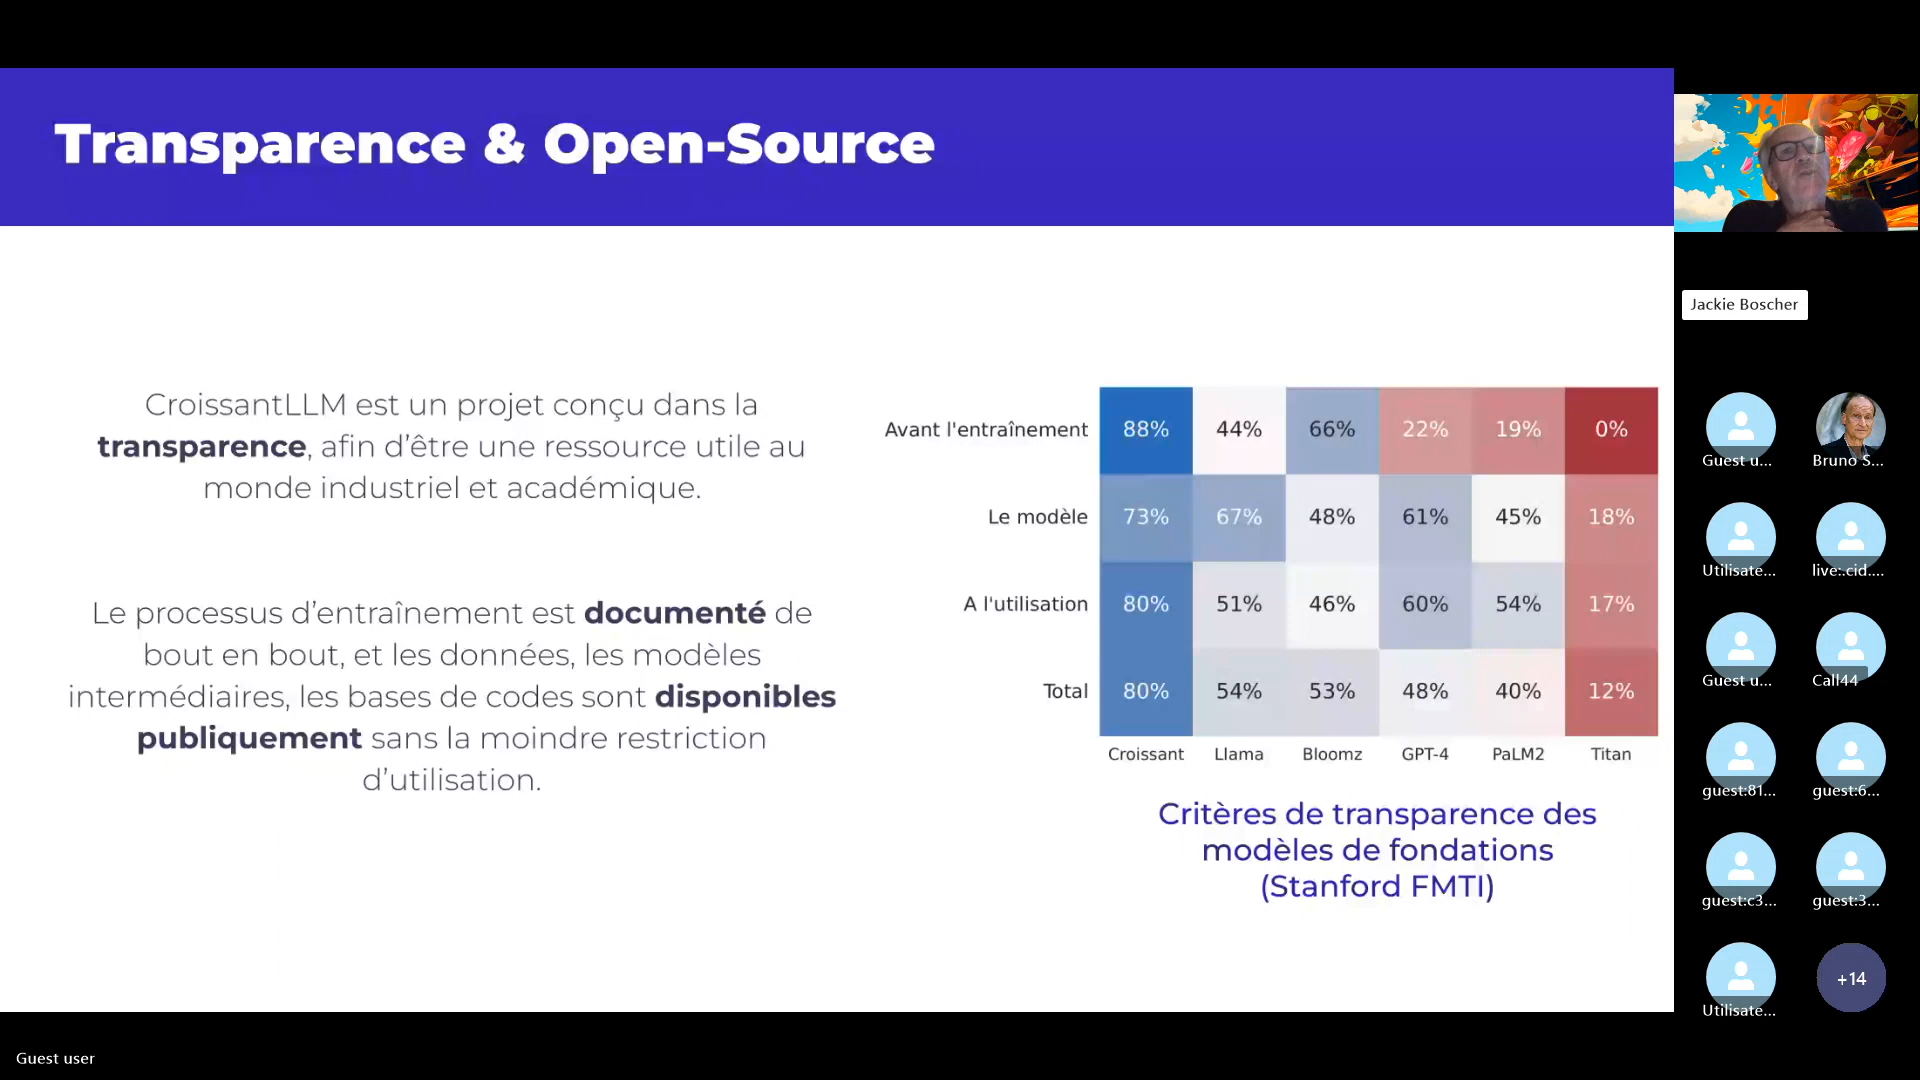 Transparence & Open-Source
CroissantLLM est un projet conçu dans la
transparence, afin d’être une ressource utile au
monde industriel et académique.
Le processus d’entraînement est documenté de
bout en bout, et les données, les modèles
intermédiaires, les bases de codes sont disponibles
publiquement sans la moindre restriction
d’utilisation.
Avant l'entraînement 88% 44% 66% 22% 19% 0%
Le modèle 73% 67% 48% 61% 45% 18%
A l'utilisation 80% 51% 46% 60% 54% 17%
Total 80% 54% 53% 48% 40% 12%
Croissant Llama Bloomz GPT-4 PaLM2 Titan
Critères de transparence des
modèles de fondations
(Stanford FMTI)
Jackie Boscher
Guest u... Bruno S...
Utilisate... live:.cid....
Guest u... Call44
guest:81... guest:6...
guest:c3... guest:3...
Utilisate... +14
Guest user